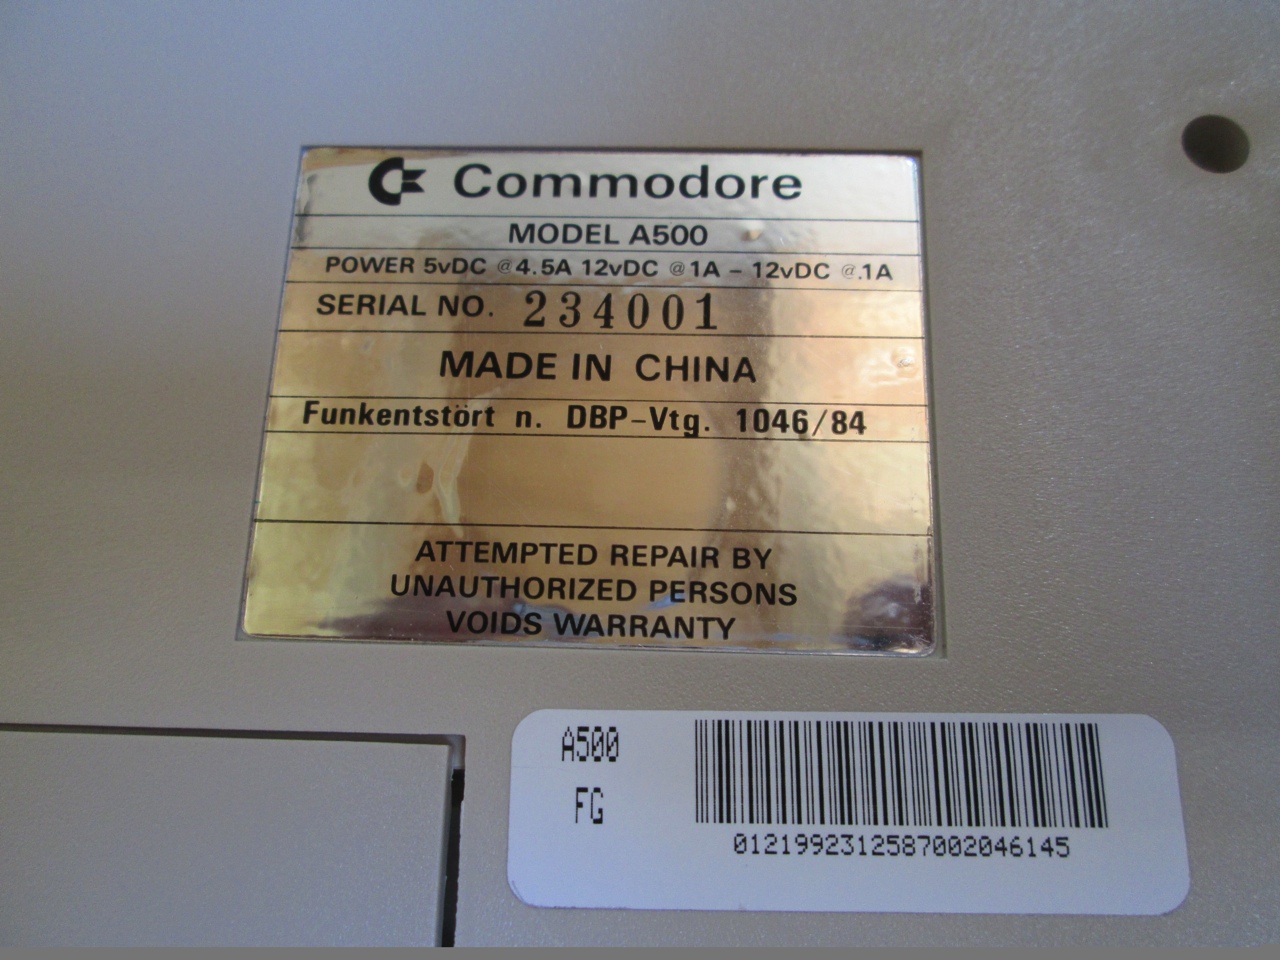 Commodore
MODEL A500
POWER 5vDC @ 4.5A 12vDC @ 1A - 12vDC @ .1A
SERIAL NO. 234001
MADE IN CHINA
Funkentstört n. DBP-Vtg. 1046/84
ATTEMPTED REPAIR BY
UNAUTHORIZED PERSONS
VOIDS WARRANTY
A500
FG
0121992312587002046145